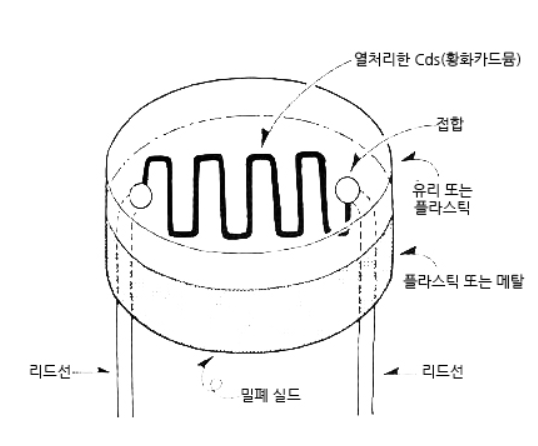 열처리한 Cds(황화카드뮴)
접합
유리 또는
플라스틱
플라스틱 또는 메탈
리드선
리드선
밀폐 실드